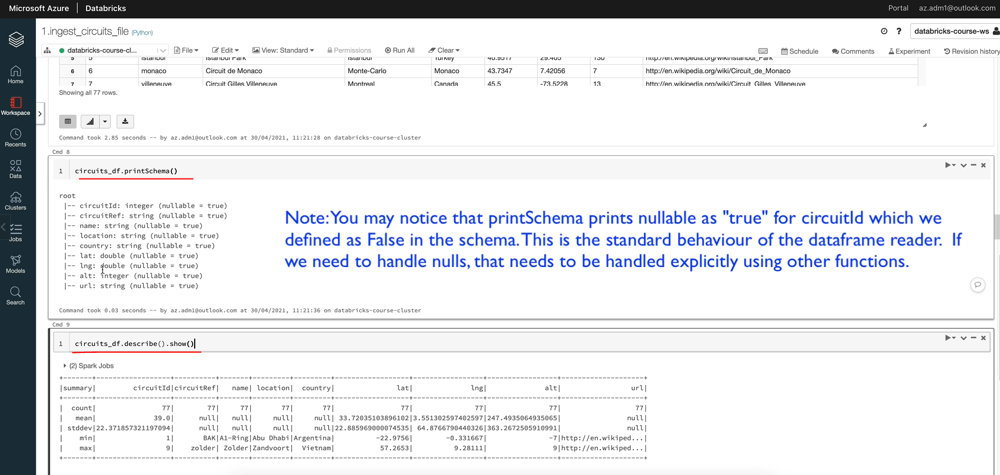 Microsoft Azure | Databricks
Portal az.adm1@outlook.com
1.ingest_circuits_file (Python)
databricks-course-ws
databricks-course-cl...
File
Edit
View: Standard
Permissions
Run All
Clear
Schedule
Comments
Experiment
Revision history
Home
Workspace
Recents
Data
Clusters
Jobs
Models
Search
5 5 istanbul Istanbul Park Istanbul Turkey 40.9517 29.405 130 http://en.wikipedia.org/wiki/Istanbul_Park
6 6 monaco Circuit de Monaco Monte-Carlo Monaco 43.7347 7.42056 7 http://en.wikipedia.org/wiki/Circuit_de_Monaco
7 7 villeneuve Circuit Gilles Villeneuve Montreal Canada 45.5 -73.5228 13 http://en.wikipedia.org/wiki/Circuit_Gilles_Villeneuve
Showing all 77 rows.
Command took 2.85 seconds -- by az.adm1@outlook.com at 30/04/2021, 11:21:28 on databricks-course-cluster
Cmd 8
1 circuits_df.printSchema()
root
|-- circuitId: integer (nullable = true)
|-- circuitRef: string (nullable = true)
|-- name: string (nullable = true)
|-- location: string (nullable = true)
|-- country: string (nullable = true)
|-- lat: double (nullable = true)
|-- lng: double (nullable = true)
|-- alt: integer (nullable = true)
|-- url: string (nullable = true)
Note: You may notice that printSchema prints nullable as "true" for circuitId which we
defined as False in the schema. This is the standard behaviour of the dataframe reader. If
we need to handle nulls, that needs to be handled explicitly using other functions.
Command took 0.03 seconds -- by az.adm1@outlook.com at 30/04/2021, 11:21:36 on databricks-course-cluster
Cmd 9
1 circuits_df.describe().show()
(2) Spark Jobs
+-------+------------------+----------+-------+---------+---------+------------------+-----------------+-----------------+--------------------+
|summary| circuitId|circuitRef| name| location| country| lat| lng| alt| url|
+-------+------------------+----------+-------+---------+---------+------------------+-----------------+-----------------+--------------------+
| count| 77| 77| 77| 77| 77| 77| 77| 77| 77|
| mean| 39.0| null| null| null| null| 33.72035103896102|3.551302597402597|247.4935064935065| null|
| stddev|22.371857321197094| null| null| null| null|22.885969000074535| 64.8766790440326|363.2672505910991| null|
| min| 1| BAK|A1-Ring|Abu Dhabi|Argentina| -22.9756| -0.331667| -7|http://en.wikiped...|
| max| 9| zolder| Zolder|Zandvoort| Vietnam| 57.2653| 9.28111| 9|http://en.wikiped...|
+-------+------------------+----------+-------+---------+---------+------------------+-----------------+-----------------+--------------------+